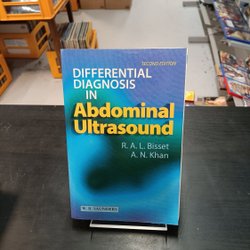 SECOND EDITION
DIFFERENTIAL
DIAGNOSIS
IN
Abdominal
Ultrasound
R. A. L. Bisset
A. N. Khan
W. B. SAUNDERS